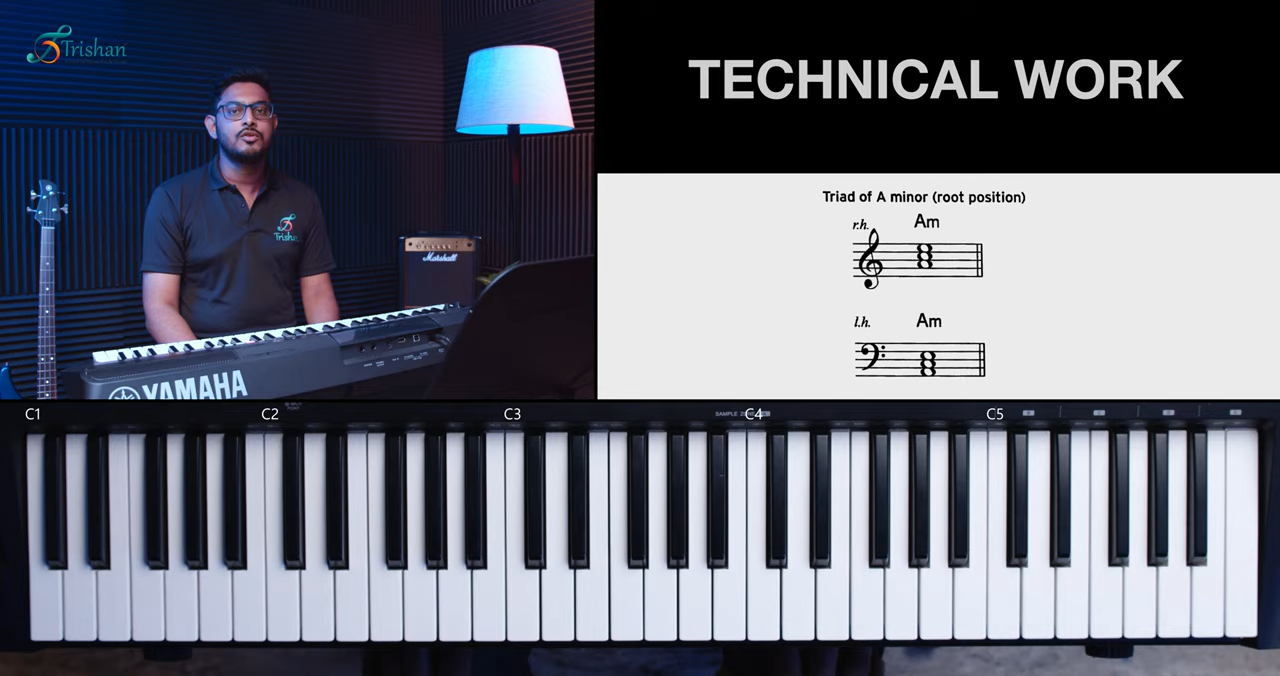 Trishan
TECHNICAL WORK
Triad of A minor (root position)
r.h.
Am
l.h.
Am
Trishan
Marshall
YAMAHA
C1
C2
C3
C4
C5